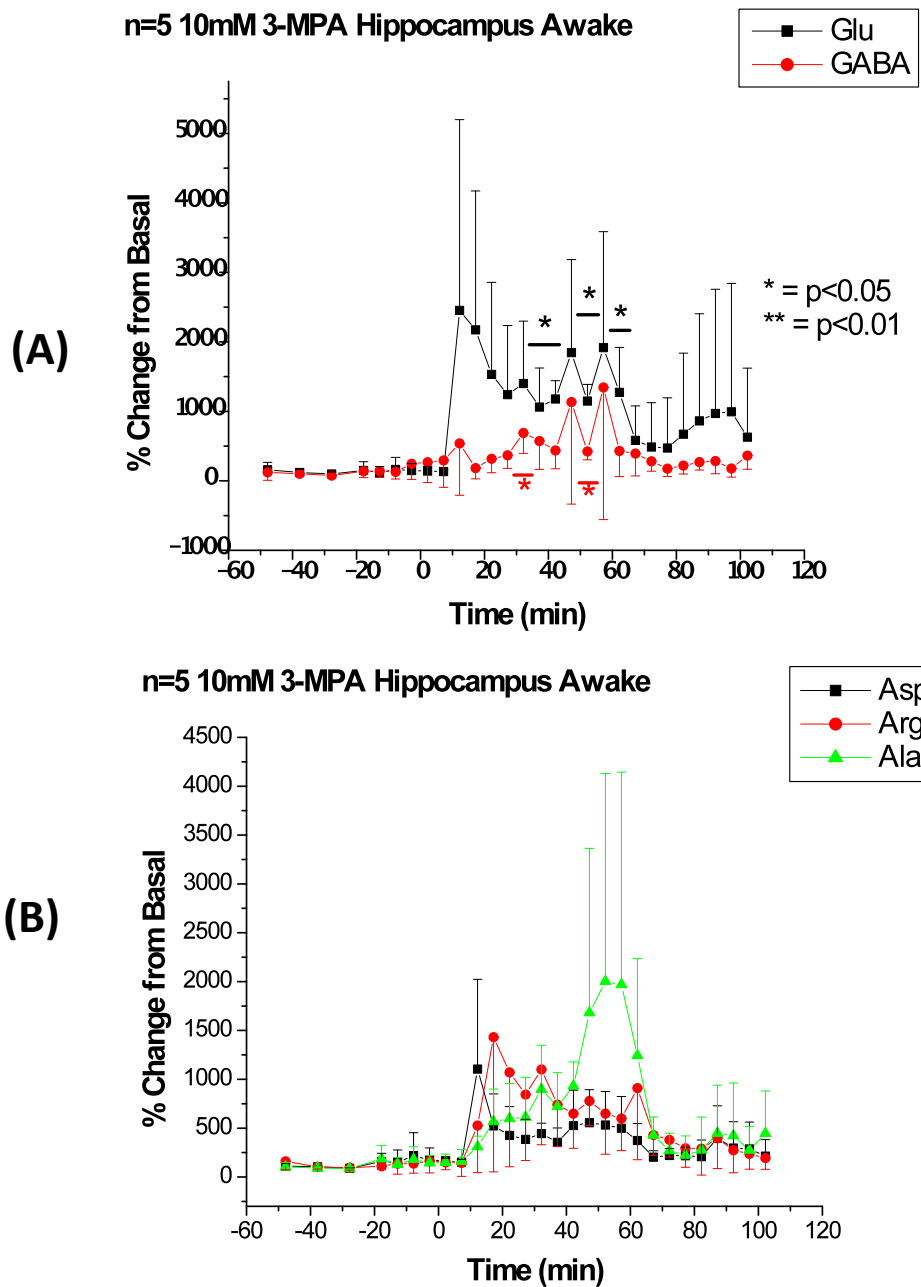 n=5 10mM 3-MPA Hippocampus Awake
Glu
GABA
5000
4000
3000
2000
1000
0
−1000
% Change from Basal
(A)
* = p<0.05
** = p<0.01
*
*
*
*
*
−60 −40 −20 0 20 40 60 80 100 120
Time (min)
n=5 10mM 3-MPA Hippocampus Awake
Asp
Arg
Ala
4500
4000
3500
3000
2500
2000
1500
1000
500
0
% Change from Basal
(B)
−60 −40 −20 0 20 40 60 80 100 120
Time (min)